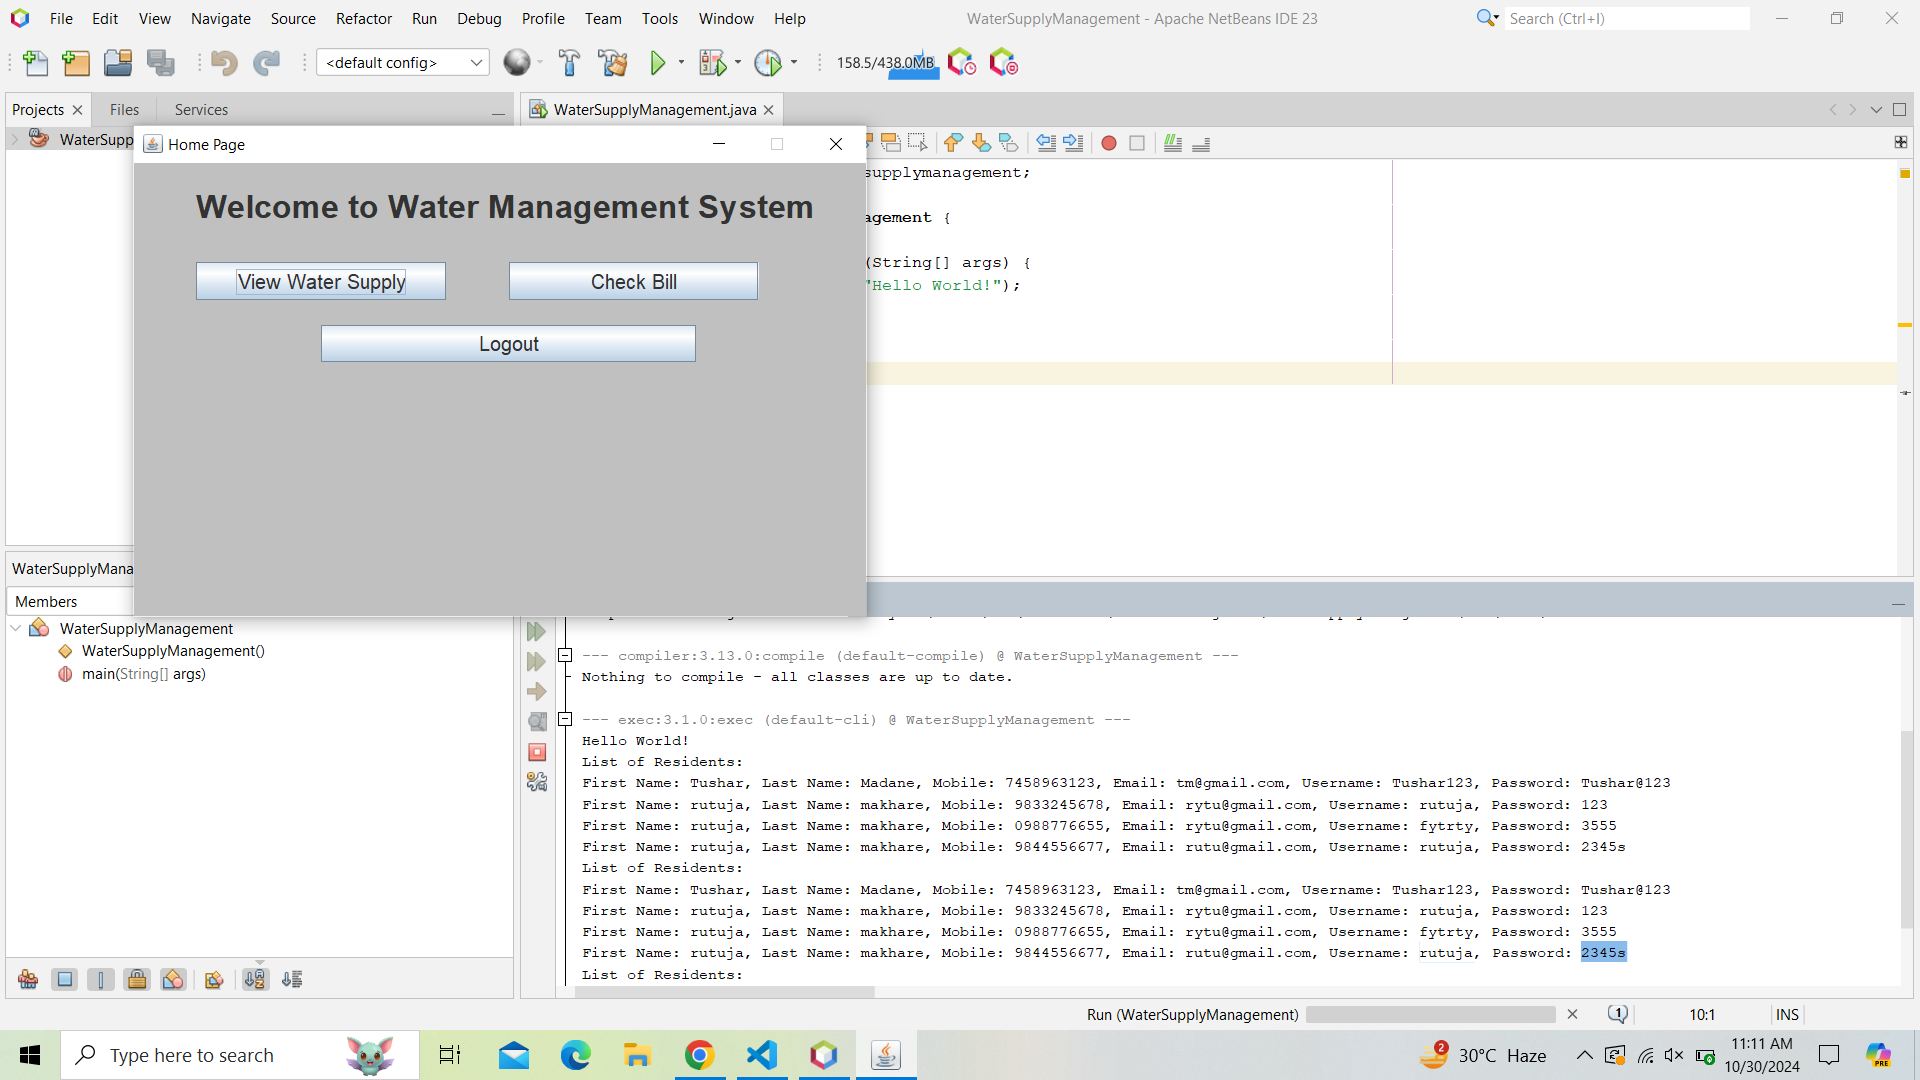 File Edit View Navigate Source Refactor Run Debug Profile Team Tools Window Help
WaterSupplyManagement - Apache NetBeans IDE 23
Search (Ctrl+I)
<default config>
158.5/438.0MB
Projects
Files
Services
WaterSupplyManagement.java
WaterSupp
Home Page
Welcome to Water Management System
View Water Supply
Check Bill
Logout
supplymanagement;
agement {
(String[] args) {
"Hello World!");
WaterSupplyMana
Members
WaterSupplyManagement
WaterSupplyManagement()
main(String[] args)
--- compiler:3.13.0:compile (default-compile) @ WaterSupplyManagement ---
Nothing to compile - all classes are up to date.
--- exec:3.1.0:exec (default-cli) @ WaterSupplyManagement ---
Hello World!
List of Residents:
First Name: Tushar, Last Name: Madane, Mobile: 7458963123, Email: tm@gmail.com, Username: Tushar123, Password: Tushar@123
First Name: rutuja, Last Name: makhare, Mobile: 9833245678, Email: rytu@gmail.com, Username: rutuja, Password: 123
First Name: rutuja, Last Name: makhare, Mobile: 0988776655, Email: rytu@gmail.com, Username: fytrty, Password: 3555
First Name: rutuja, Last Name: makhare, Mobile: 9844556677, Email: rutu@gmail.com, Username: rutuja, Password: 2345s
List of Residents:
First Name: Tushar, Last Name: Madane, Mobile: 7458963123, Email: tm@gmail.com, Username: Tushar123, Password: Tushar@123
First Name: rutuja, Last Name: makhare, Mobile: 9833245678, Email: rytu@gmail.com, Username: rutuja, Password: 123
First Name: rutuja, Last Name: makhare, Mobile: 0988776655, Email: rytu@gmail.com, Username: fytrty, Password: 3555
First Name: rutuja, Last Name: makhare, Mobile: 9844556677, Email: rutu@gmail.com, Username: rutuja, Password: 2345s
List of Residents:
Run (WaterSupplyManagement)
1
10:1
INS
Type here to search
2
30°C Haze
11:11 AM
10/30/2024
PRE